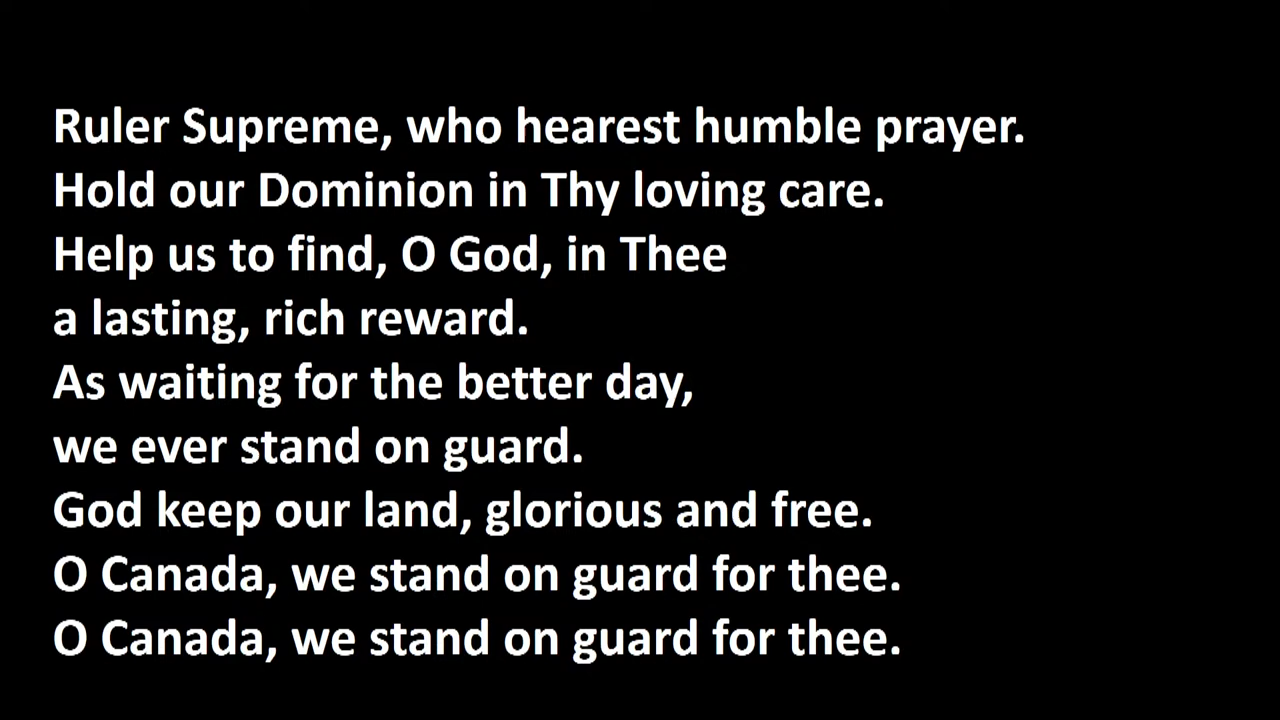 Ruler Supreme, who hearest humble prayer.
Hold our Dominion in Thy loving care.
Help us to find, O God, in Thee
a lasting, rich reward.
As waiting for the better day,
we ever stand on guard.
God keep our land, glorious and free.
O Canada, we stand on guard for thee.
O Canada, we stand on guard for thee.